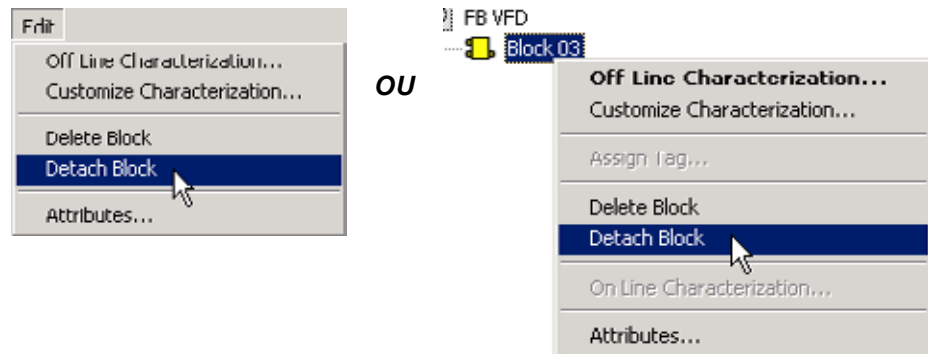 Edit
Off Line Characterization...
Customize Characterization...
Delete Block
Detach Block
Attributes...
OU
FB VFD
Block 03
Off Line Characterization...
Customize Characterization...
Assign Tag...
Delete Block
Detach Block
On Line Characterization...
Attributes...